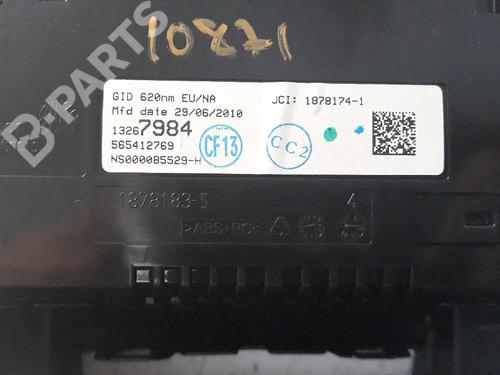 10871
B-PARTS
GID 620nm EU/NA
JCI: 1878174-1
Mfd date 29/06/2010
13267984
565412769
CF13
CC2
NS000085529-H
1878183-5
4
>ABS+PC<